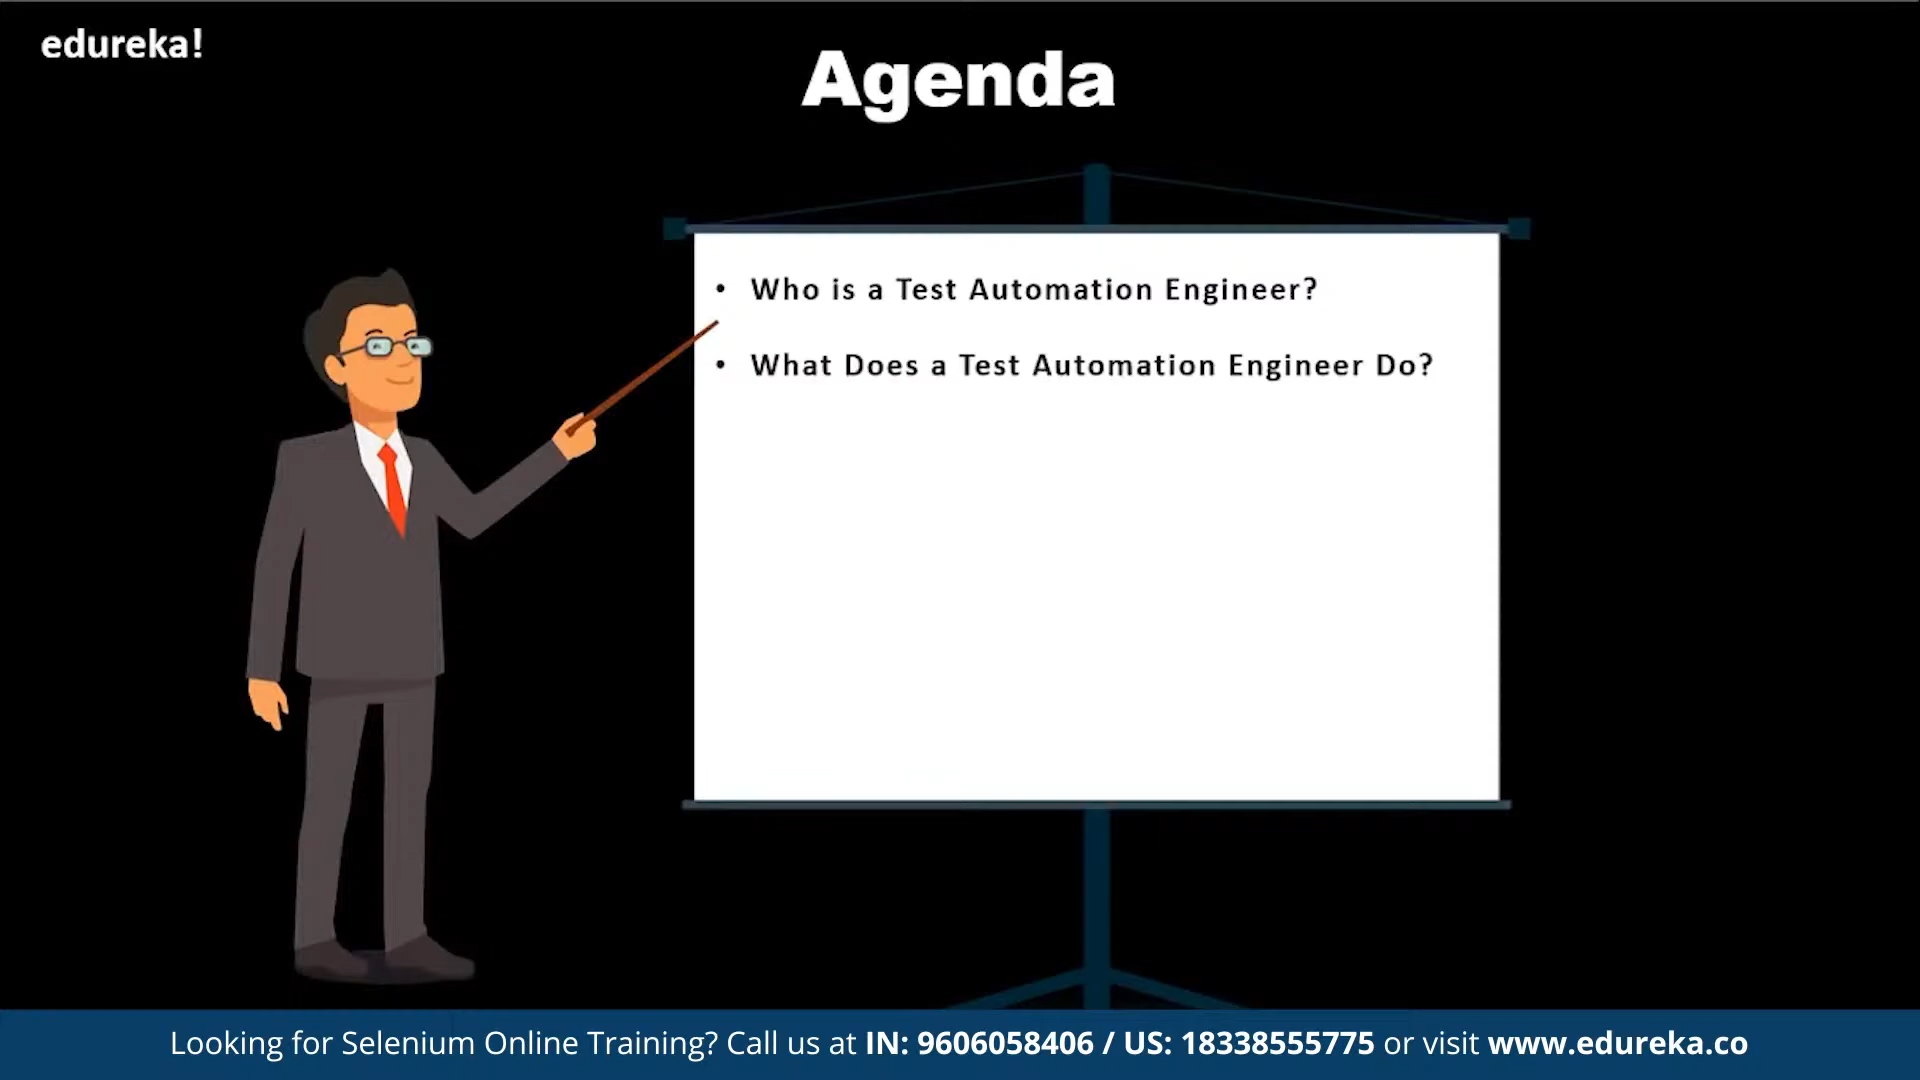 edureka!
Agenda
• Who is a Test Automation Engineer?
• What Does a Test Automation Engineer Do?
Looking for Selenium Online Training? Call us at IN: 9606058406 / US: 18338555775 or visit www.edureka.co